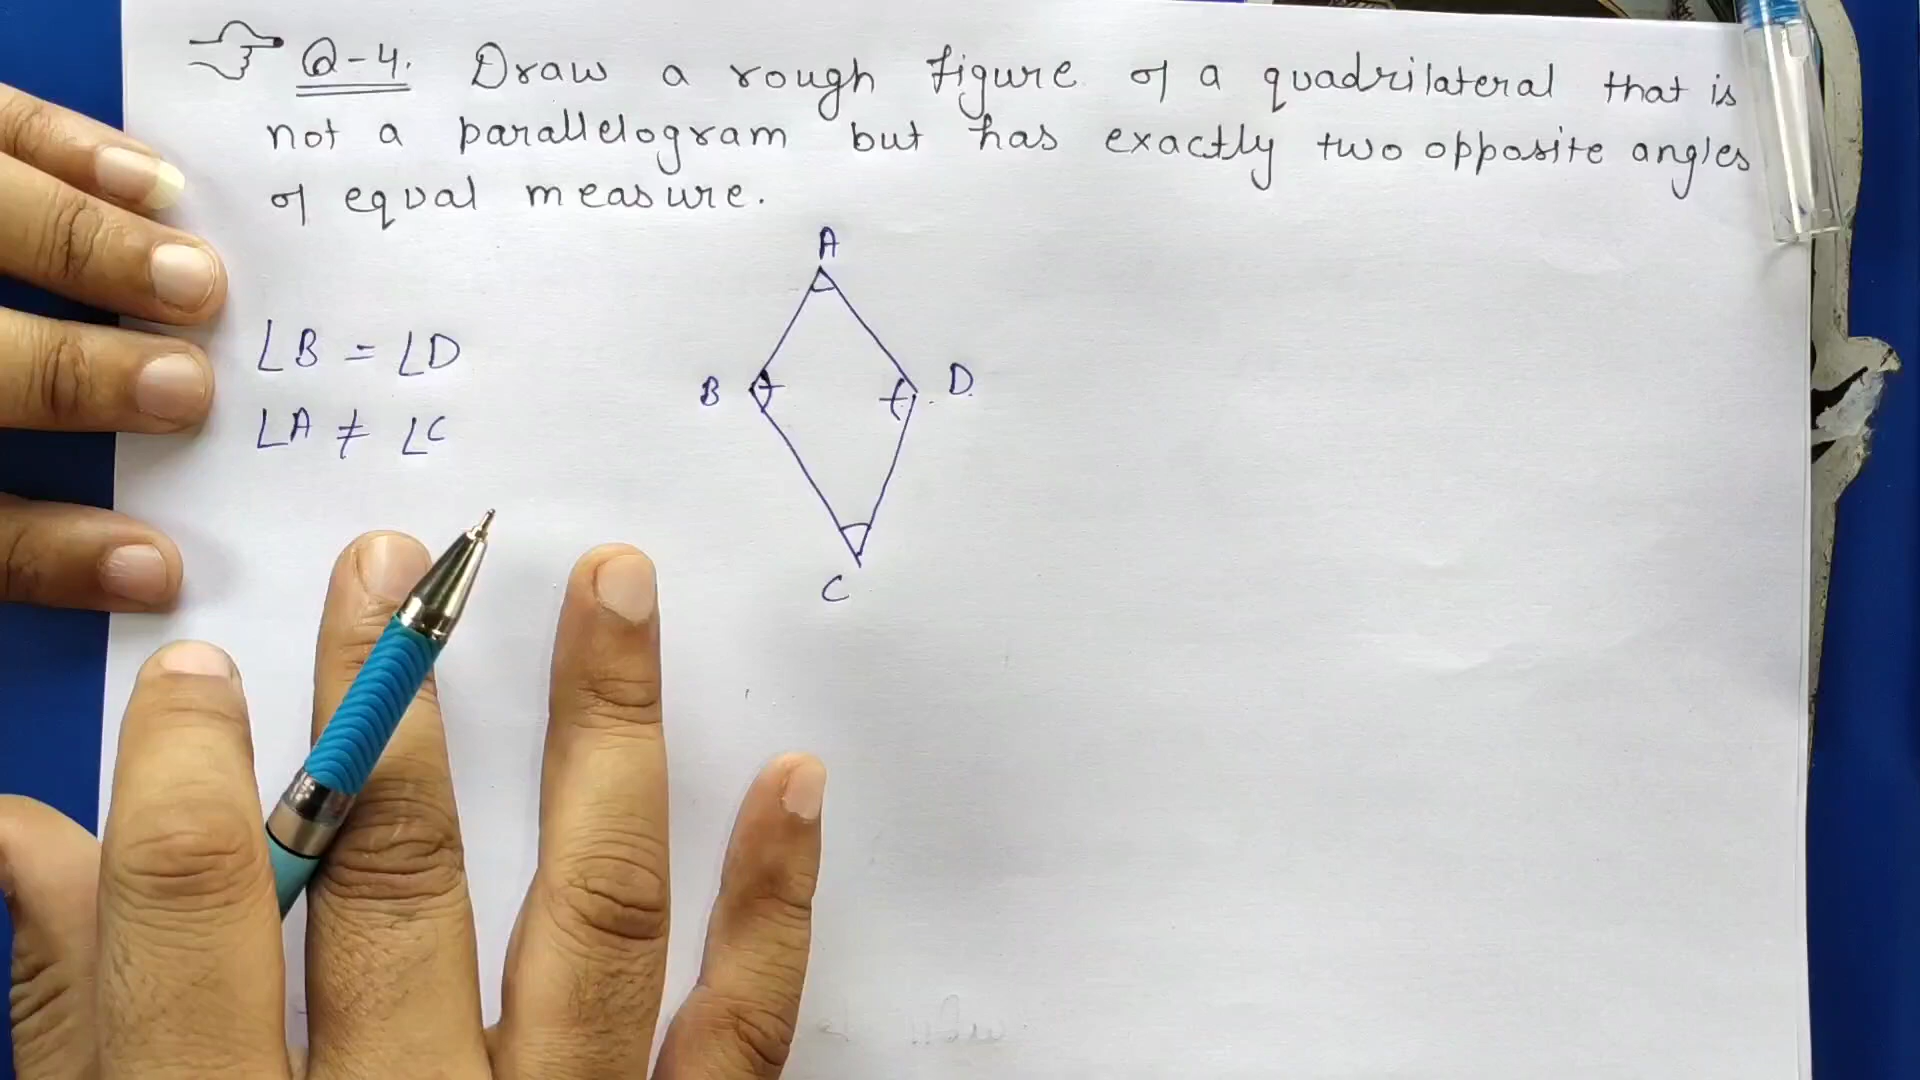 Q-4. Draw a rough figure of a quadrilateral that is
not a parallelogram but has exactly two opposite angles
of equal measure.
A
∠B = ∠D
B
D
∠A ≠ ∠C
C